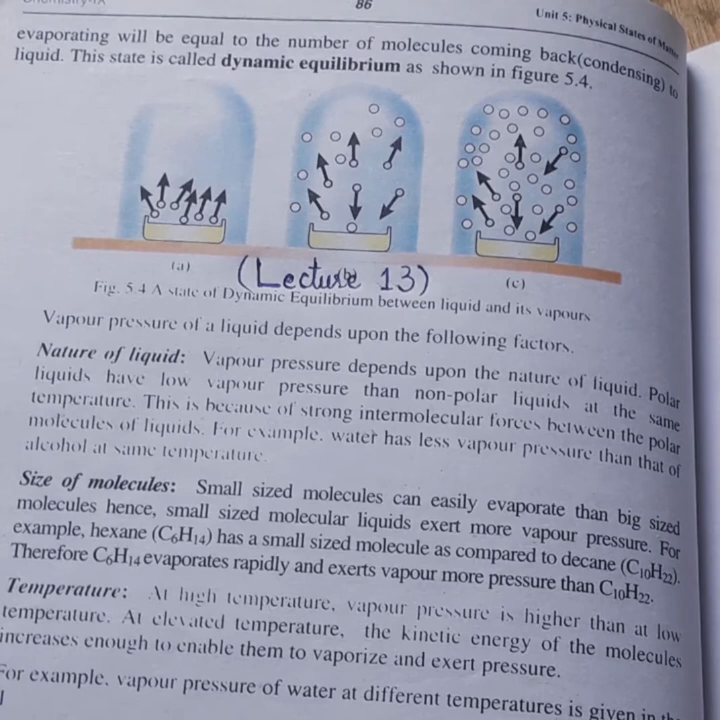 86
Unit 5: Physical States of Matter
evaporating will be equal to the number of molecules coming back(condensing) to
liquid. This state is called dynamic equilibrium as shown in figure 5.4.
(a)
(Lecture 13)
(c)
Fig. 5.4 A state of Dynamic Equilibrium between liquid and its vapours
Vapour pressure of a liquid depends upon the following factors.
Nature of liquid: Vapour pressure depends upon the nature of liquid. Polar
liquids have low vapour pressure than non-polar liquids at the same
temperature. This is because of strong intermolecular forces between the polar
molecules of liquids. For example, water has less vapour pressure than that of
alcohol at same temperature.
Size of molecules: Small sized molecules can easily evaporate than big sized
molecules hence, small sized molecular liquids exert more vapour pressure. For
example, hexane (C₆H₁₄) has a small sized molecule as compared to decane (C₁₀H₂₂).
Therefore C₆H₁₄ evaporates rapidly and exerts vapour more pressure than C₁₀H₂₂.
Temperature: At high temperature, vapour pressure is higher than at low
temperature. At elevated temperature, the kinetic energy of the molecules
increases enough to enable them to vaporize and exert pressure.
For example, vapour pressure of water at different temperatures is given in the